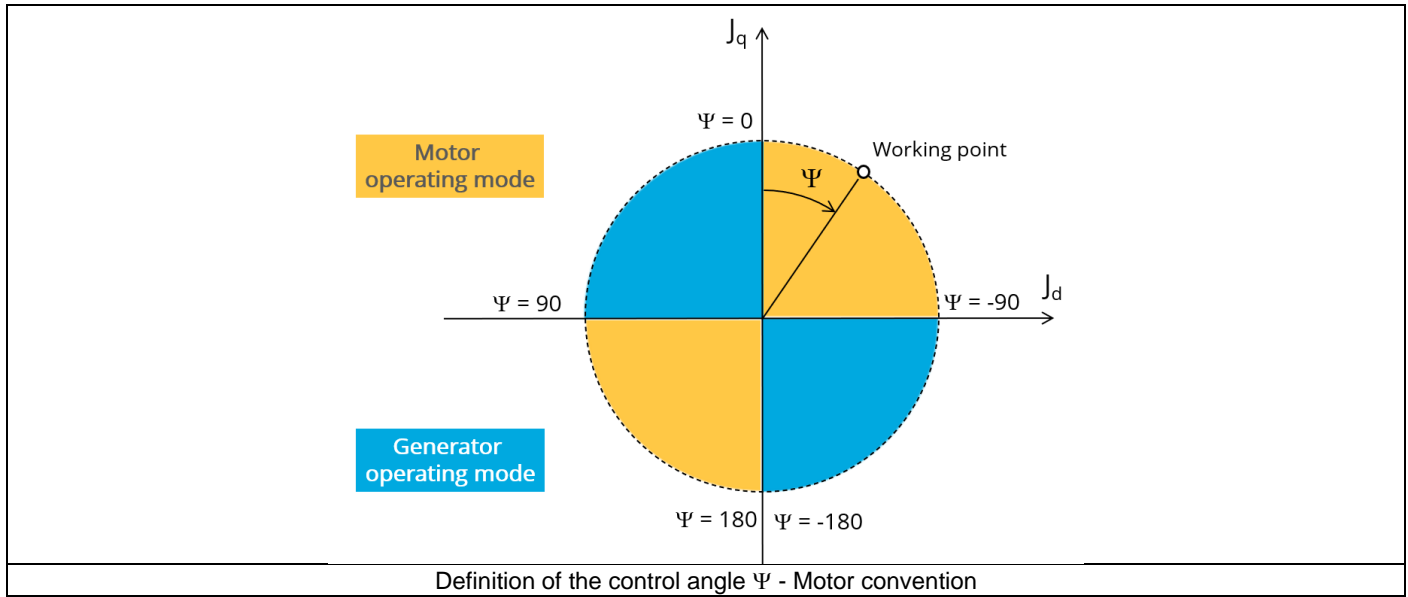 Jq
Ψ = 0
Working point
Motor
operating mode
Ψ
Jd
Ψ = 90
Ψ = -90
Generator
operating mode
Ψ = 180
Ψ = -180
Definition of the control angle Ψ - Motor convention